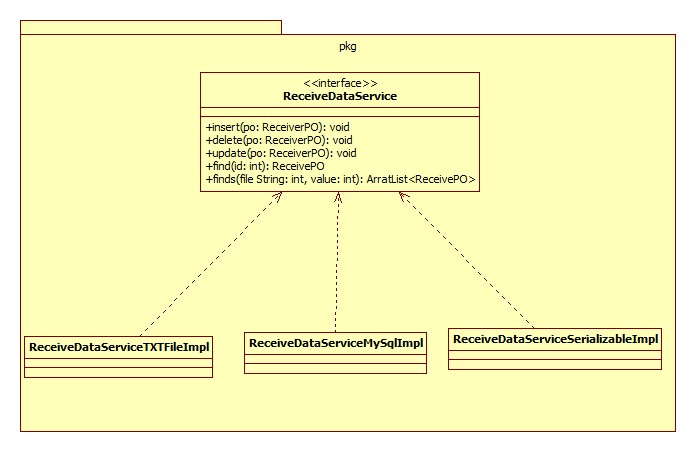 pkg
<<interface>>
ReceiveDataService
+insert(po: ReceiverPO): void
+delete(po: ReceiverPO): void
+update(po: ReceiverPO): void
+find(id: int): ReceivePO
+finds(file String: int, value: int): ArratList<ReceivePO>
ReceiveDataServiceTXTFileImpl
ReceiveDataServiceMySqlImpl
ReceiveDataServiceSerializableImpl